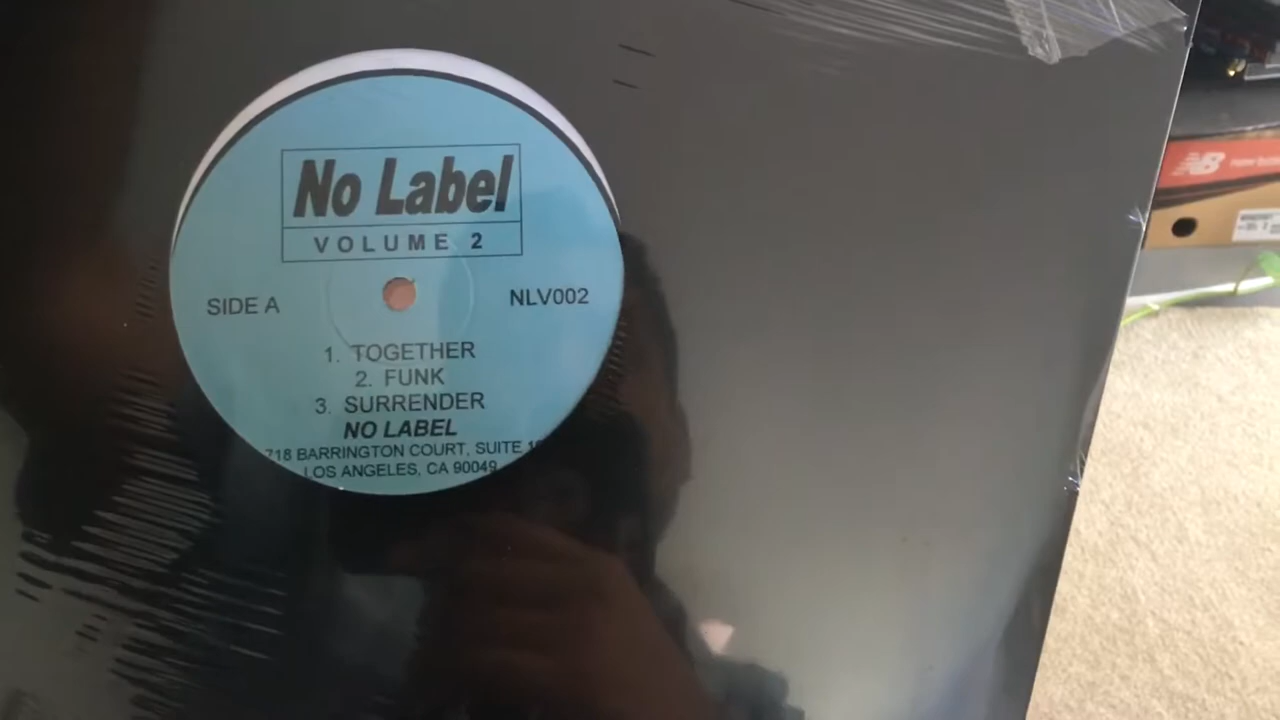 No Label
VOLUME 2
SIDE A
NLV002
1. TOGETHER
2. FUNK
3. SURRENDER
NO LABEL
718 BARRINGTON COURT, SUITE
LOS ANGELES, CA 90049
NB